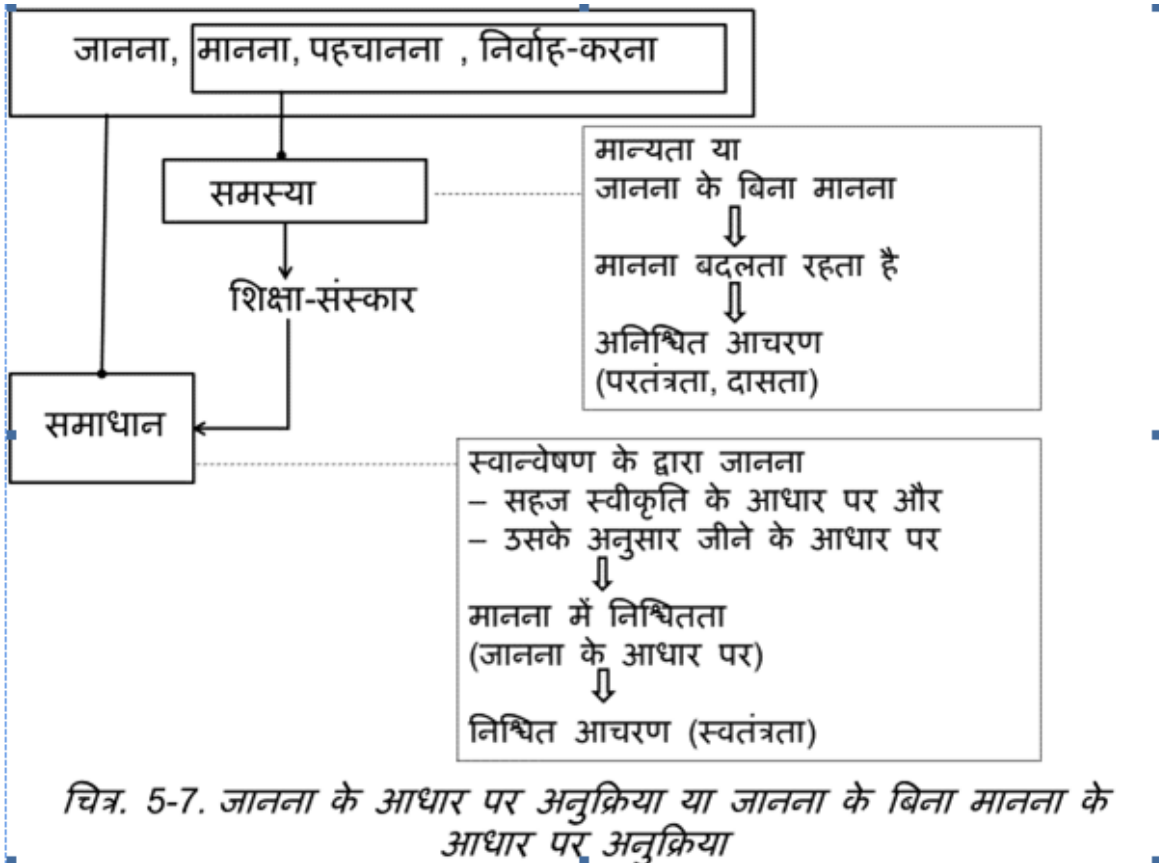 जानना, मानना, पहचानना , निर्वाह-करना
समस्या
शिक्षा-संस्कार
समाधान
मान्यता या
जानना के बिना मानना
मानना बदलता रहता है
अनिश्चित आचरण
(परतंत्रता, दासता)
स्वान्वेषण के द्वारा जानना
– सहज स्वीकृति के आधार पर और
– उसके अनुसार जीने के आधार पर
मानना में निश्चितता
(जानना के आधार पर)
निश्चित आचरण (स्वतंत्रता)
चित्र. 5-7. जानना के आधार पर अनुक्रिया या जानना के बिना मानना के
आधार पर अनुक्रिया